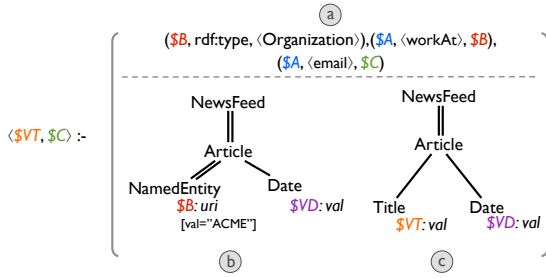 a
($B, rdf:type, ⟨Organization⟩),($A, ⟨workAt⟩, $B),
($A, ⟨email⟩, $C)
⟨$VT, $C⟩ :-
NewsFeed
Article
NamedEntity
$B: uri
[val="ACME"]
Date
$VD: val
b
NewsFeed
Article
Title
$VT: val
Date
$VD: val
c